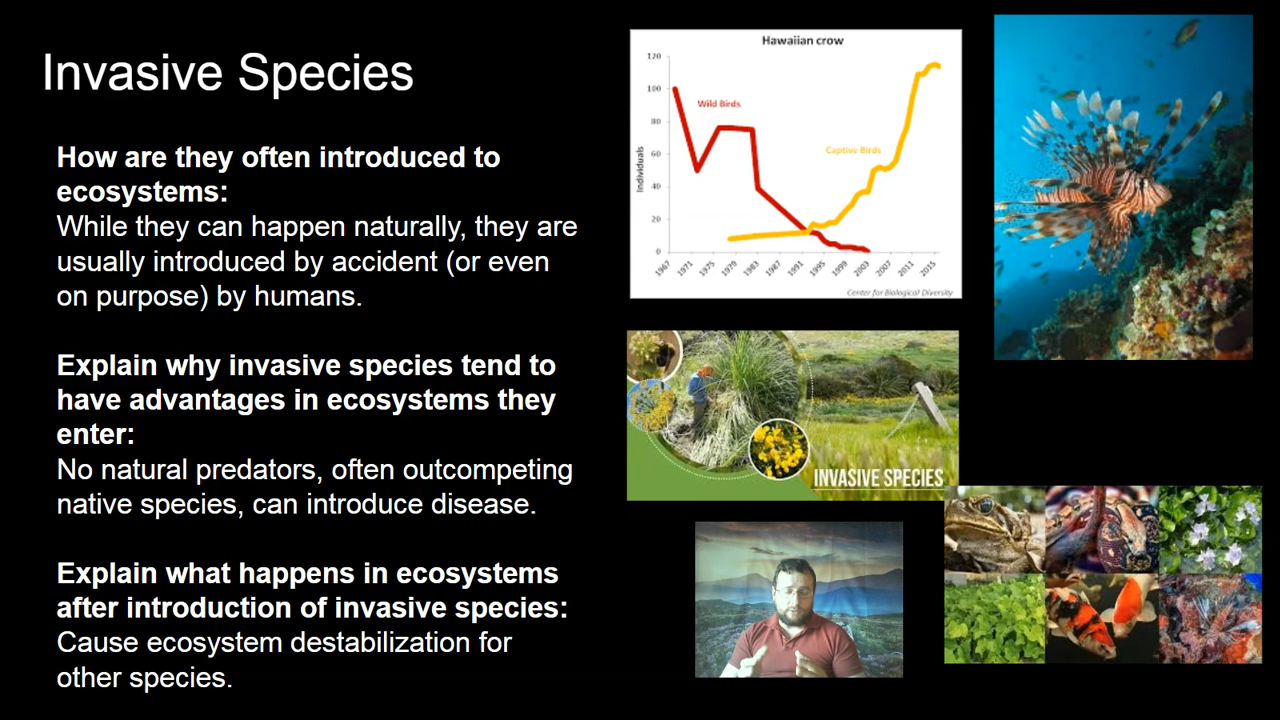 Invasive Species
How are they often introduced to
ecosystems:
While they can happen naturally, they are
usually introduced by accident (or even
on purpose) by humans.
Explain why invasive species tend to
have advantages in ecosystems they
enter:
No natural predators, often outcompeting
native species, can introduce disease.
Explain what happens in ecosystems
after introduction of invasive species:
Cause ecosystem destabilization for
other species.
Hawaiian crow
120
100
80
60
40
20
0
Individuals
Wild Birds
Captive Birds
1967
1971
1975
1979
1983
1987
1991
1995
1999
2003
2007
2011
2015
Center for Biological Diversity
INVASIVE SPECIES